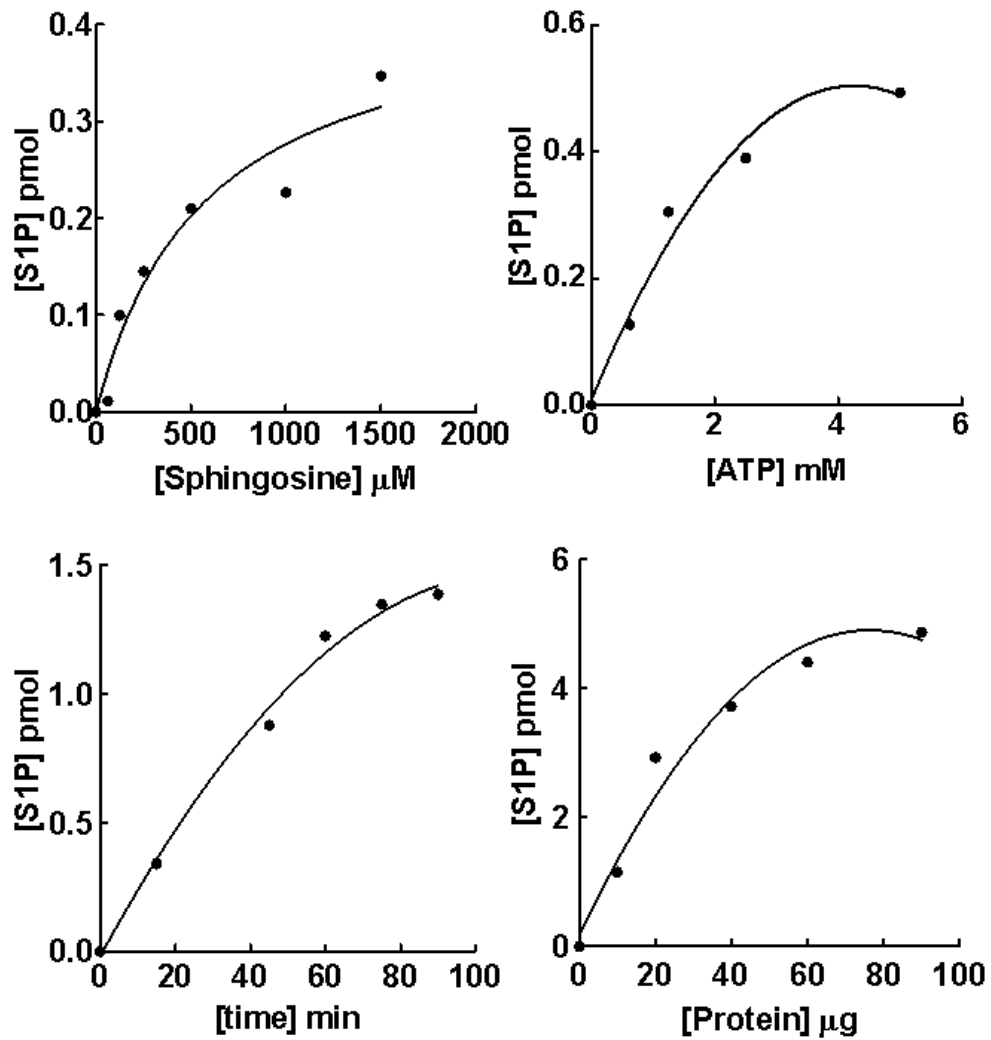 0.4
0.3
0.2
0.1
0.0
[S1P] pmol
0 500 1000 1500 2000
[Sphingosine] μM
0.6
0.4
0.2
0.0
[S1P] pmol
0 2 4 6
[ATP] mM
1.5
1.0
0.5
0.0
[S1P] pmol
0 20 40 60 80 100
[time] min
6
4
2
0
[S1P] pmol
0 20 40 60 80 100
[Protein] μg